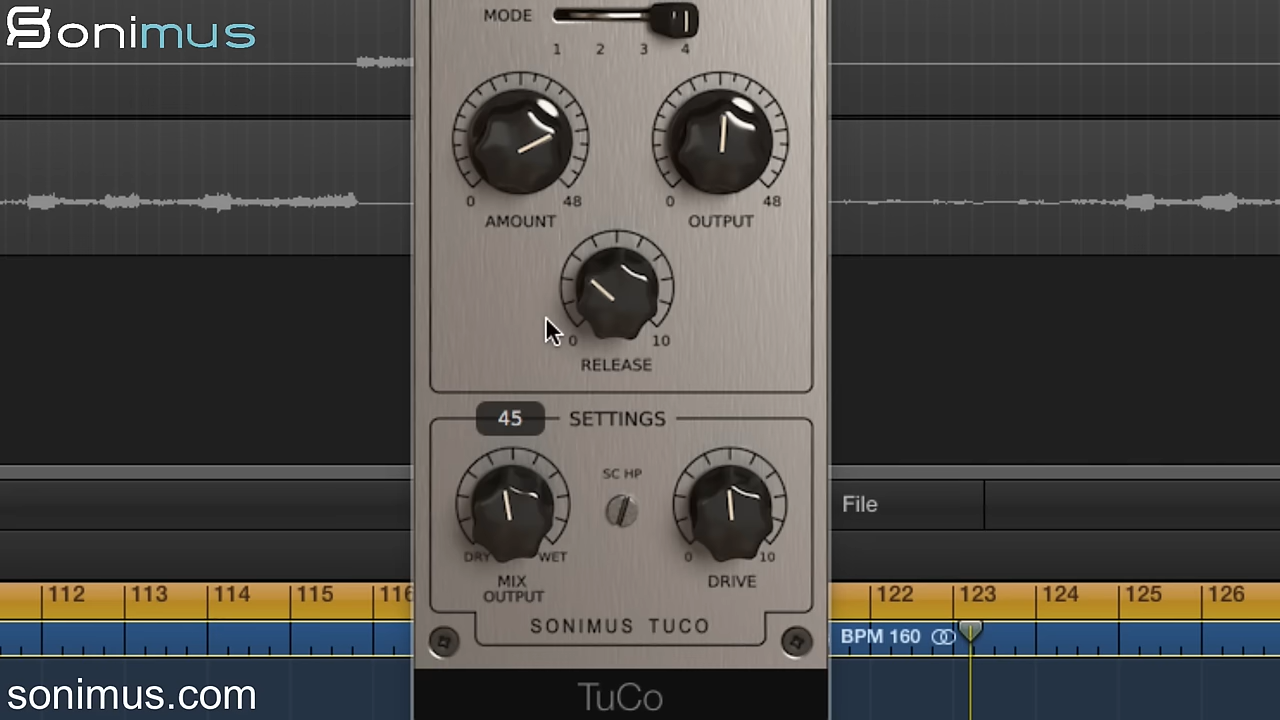 Sonimus
MODE
1 2 3 4
0 48
AMOUNT
0 48
OUTPUT
0 10
RELEASE
45 SETTINGS
SC HP
DRY WET
MIX
OUTPUT
0 10
DRIVE
SONIMUS TUCO
File
112 113 114 115 116 122 123 124 125 126
BPM 160
sonimus.com
TuCo